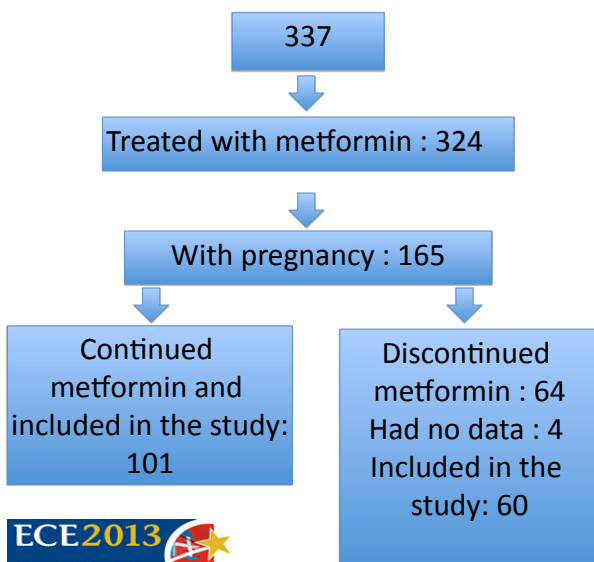 337
Treated with metformin : 324
With pregnancy : 165
Continued
metformin and
included in the study:
101
Discontinued
metformin : 64
Had no data : 4
Included in the
study: 60
ECE2013